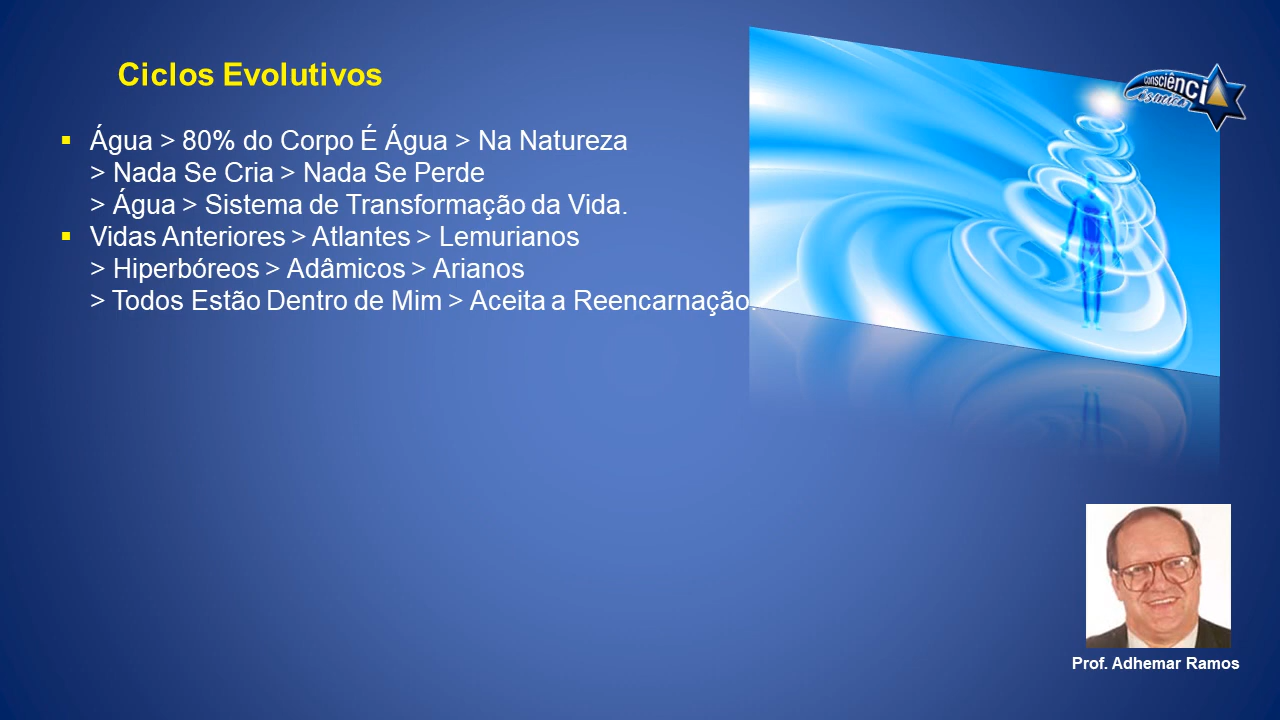 Ciclos Evolutivos
Água > 80% do Corpo É Água > Na Natureza
> Nada Se Cria > Nada Se Perde
> Água > Sistema de Transformação da Vida.
Vidas Anteriores > Atlantes > Lemurianos
> Hiperbóreos > Adâmicos > Arianos
> Todos Estão Dentro de Mim > Aceita a Reencarnação.
Consciênci
Cósmica
Prof. Adhemar Ramos